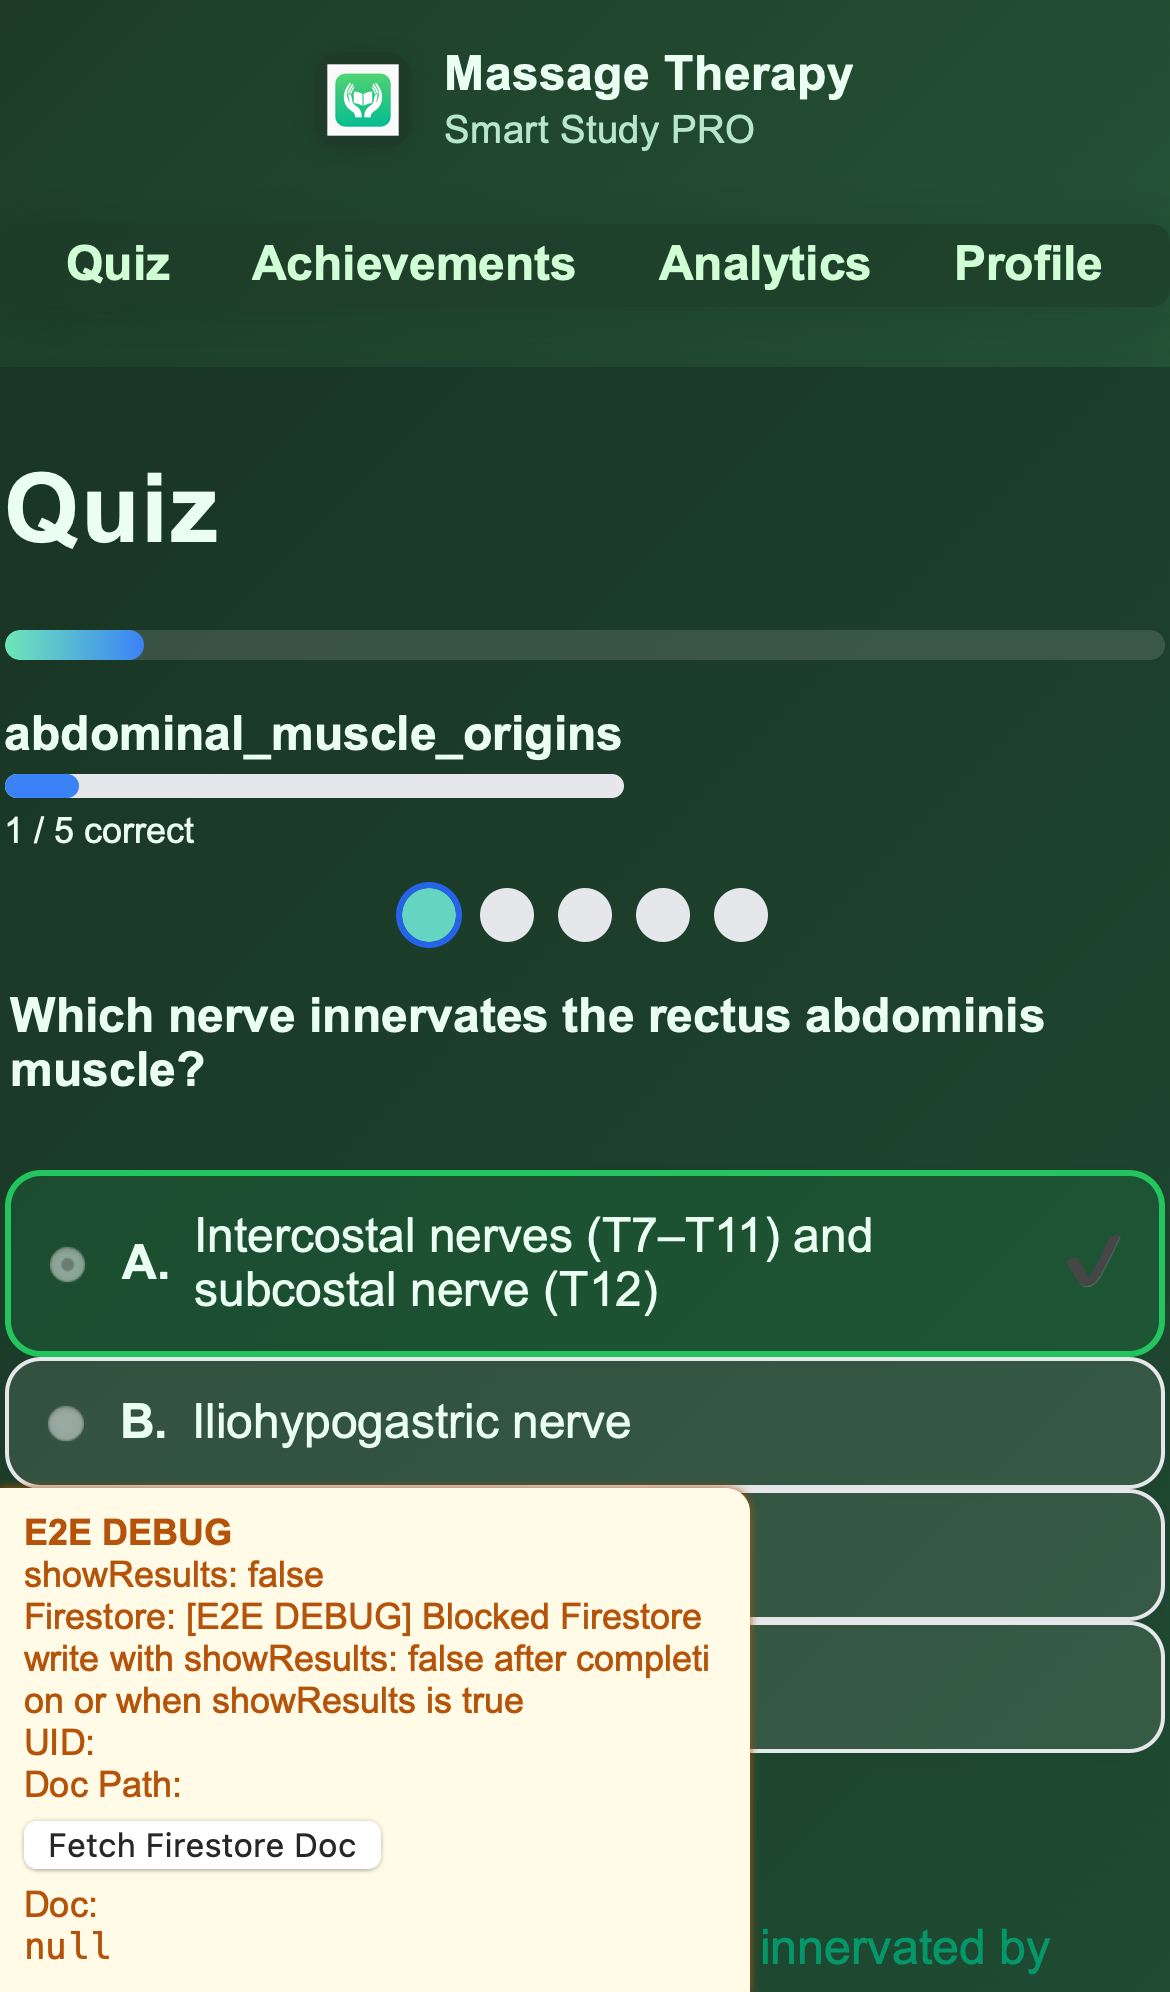 Massage Therapy
Smart Study PRO
Quiz
Achievements
Analytics
Profile
Quiz
abdominal_muscle_origins
1 / 5 correct
Which nerve innervates the rectus abdominis
muscle?
A. Intercostal nerves (T7–T11) and
subcostal nerve (T12)
B. Iliohypogastric nerve
E2E DEBUG
showResults: false
Firestore: [E2E DEBUG] Blocked Firestore
write with showResults: false after completi
on or when showResults is true
UID:
Doc Path:
Fetch Firestore Doc
Doc:
null
innervated by